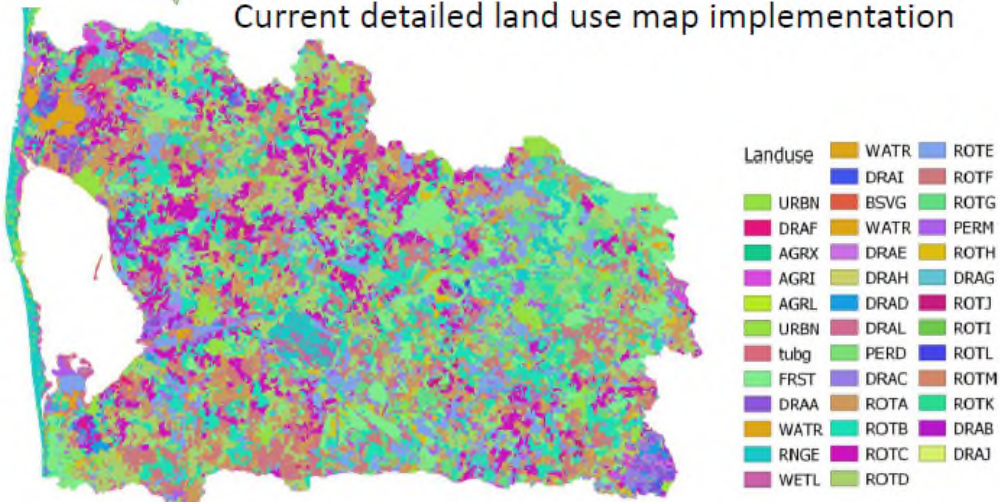 Current detailed land use map implementation
Landuse
URBN
DRAF
AGRX
AGRI
AGRL
URBN
tubg
FRST
DRAA
WATR
RNGE
WETL
WATR
DRAI
BSVG
WATR
DRAE
DRAH
DRAD
DRAL
PERD
DRAC
ROTA
ROTB
ROTC
ROTD
ROTE
ROTF
ROTG
PERM
ROTH
DRAG
ROTJ
ROTI
ROTL
ROTM
ROTK
DRAB
DRAJ